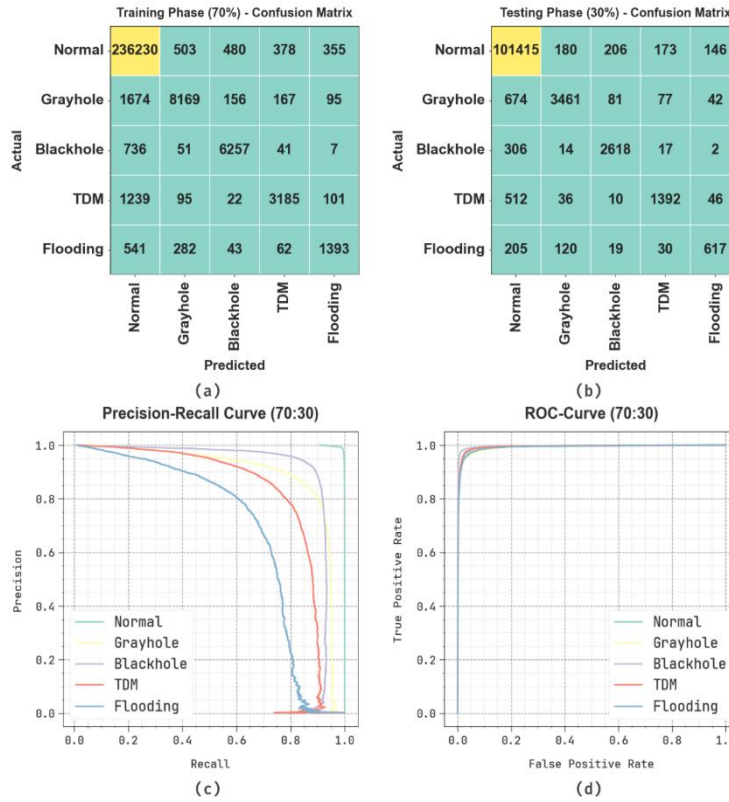 Training Phase (70%) - Confusion Matrix
Actual
Normal 236230 503 480 378 355
Grayhole 1674 8169 156 167 95
Blackhole 736 51 6257 41 7
TDM 1239 95 22 3185 101
Flooding 541 282 43 62 1393
Normal Grayhole Blackhole TDM Flooding
Predicted
(a)
Testing Phase (30%) - Confusion Matrix
Actual
Normal 101415 180 206 173 146
Grayhole 674 3461 81 77 42
Blackhole 306 14 2618 17 2
TDM 512 36 10 1392 46
Flooding 205 120 19 30 617
Normal Grayhole Blackhole TDM Flooding
Predicted
(b)
Precision-Recall Curve (70:30)
Precision
1.0
0.8
0.6
0.4
0.2
0.0
Normal
Grayhole
Blackhole
TDM
Flooding
0.0 0.2 0.4 0.6 0.8 1.0
Recall
(c)
ROC-Curve (70:30)
True Positive Rate
1.0
0.8
0.6
0.4
0.2
0.0
Normal
Grayhole
Blackhole
TDM
Flooding
0.0 0.2 0.4 0.6 0.8 1.0
False Positive Rate
(d)